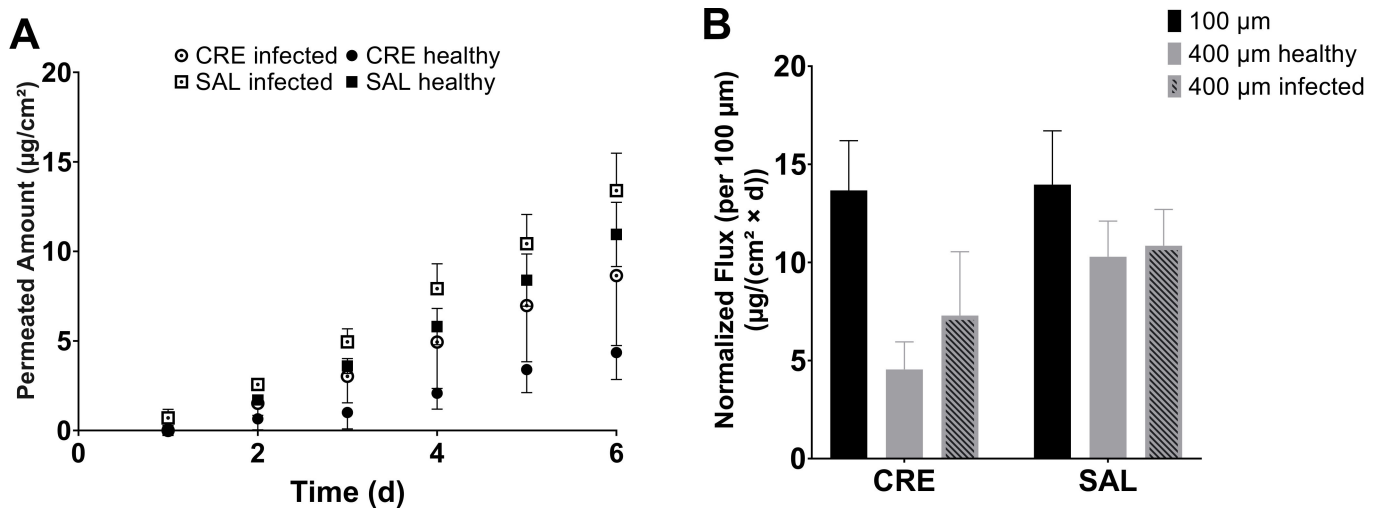 A
CRE infected CRE healthy
SAL infected SAL healthy
Permeated Amount (µg/cm²)
20
15
10
5
0
0 2 4 6
Time (d)
B
100 µm
400 µm healthy
400 µm infected
Normalized Flux (per 100 µm)
(µg/(cm² × d))
20
15
10
5
0
CRE SAL